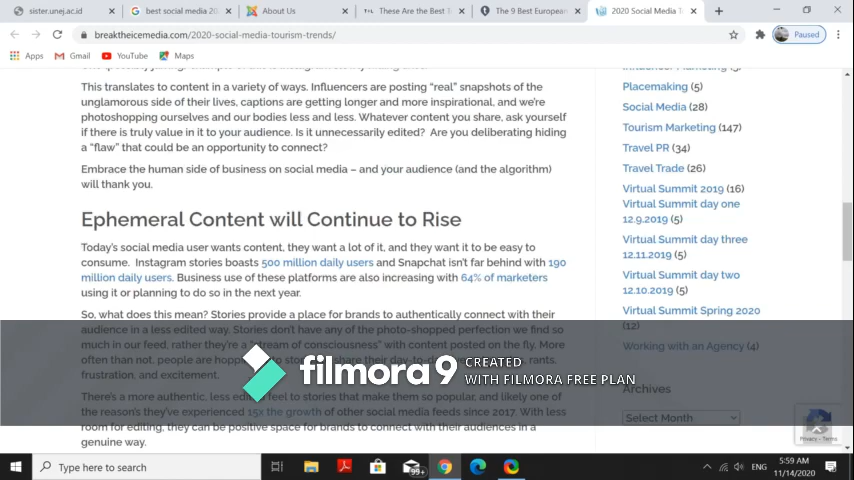 sister.unej.ac.id
best social media 20
About Us
These Are the Best T
The 9 Best European
2020 Social Media T
breaktheicemedia.com/2020-social-media-tourism-trends/
Paused
Apps
Gmail
YouTube
Maps
This translates to content in a variety of ways. Influencers are posting “real” snapshots of the
unglamorous side of their lives, captions are getting longer and more inspirational, and we’re
photoshopping ourselves and our bodies less and less. Whatever content you share, ask yourself
if there is truly value in it to your audience. Is it unnecessarily edited? Are you deliberating hiding
a “flaw” that could be an opportunity to connect?
Embrace the human side of business on social media – and your audience (and the algorithm)
will thank you.
Ephemeral Content will Continue to Rise
Today’s social media user wants content, they want a lot of it, and they want it to be easy to
consume. Instagram stories boasts 500 million daily users and Snapchat isn’t far behind with 190
million daily users. Business use of these platforms are also increasing with 64% of marketers
using it or planning to do so in the next year.
So, what does this mean? Stories provide a place for brands to authentically connect with their
audience in a less edited way. Stories don’t have any of the photo-shopped perfection we find so
much in our feed, rather they’re a “stream of consciousness” with content posted on the fly. More
often than not, people are to share their day-to-d rants,
frustration, and excitement.
There’s a more authentic, less edi feel to stories that make them so popular, and likely one of
the reason’s they’ve experienced 15x the growth of other social media feeds since 2017. With less
room for editing, they can be positive space for brands to connect with their audiences in a
genuine way.
Placemaking (5)
Social Media (28)
Tourism Marketing (147)
Travel PR (34)
Travel Trade (26)
Virtual Summit 2019 (16)
Virtual Summit day one
12.9.2019 (5)
Virtual Summit day three
12.11.2019 (5)
Virtual Summit day two
12.10.2019 (5)
Virtual Summit Spring 2020
(12)
Working with an Agency (4)
Archives
Select Month
Privacy - Terms
filmora9
CREATED
WITH FILMORA FREE PLAN
Type here to search
99+
ENG
5:59 AM
11/14/2020